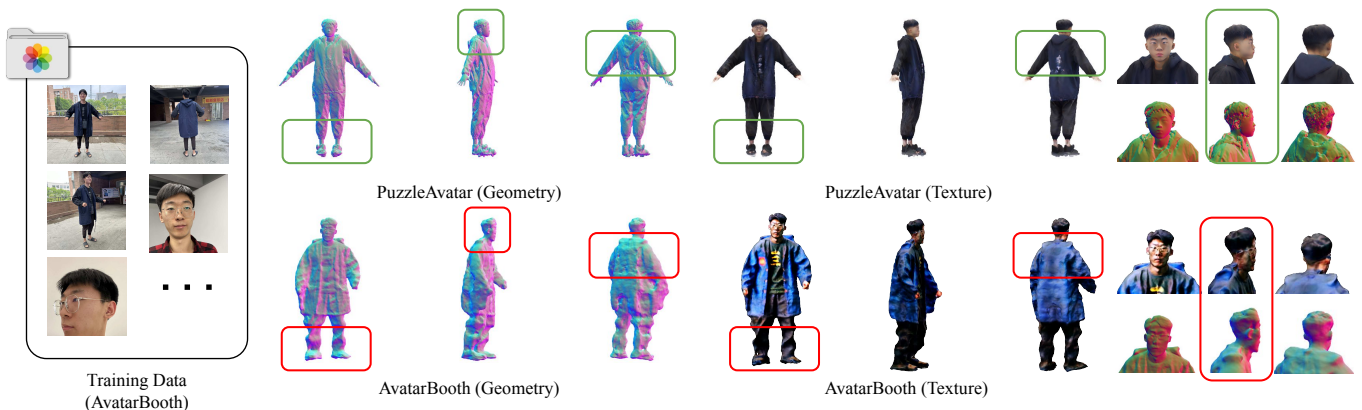 PuzzleAvatar (Geometry)
PuzzleAvatar (Texture)
Training Data
(AvatarBooth)
AvatarBooth (Geometry)
AvatarBooth (Texture)